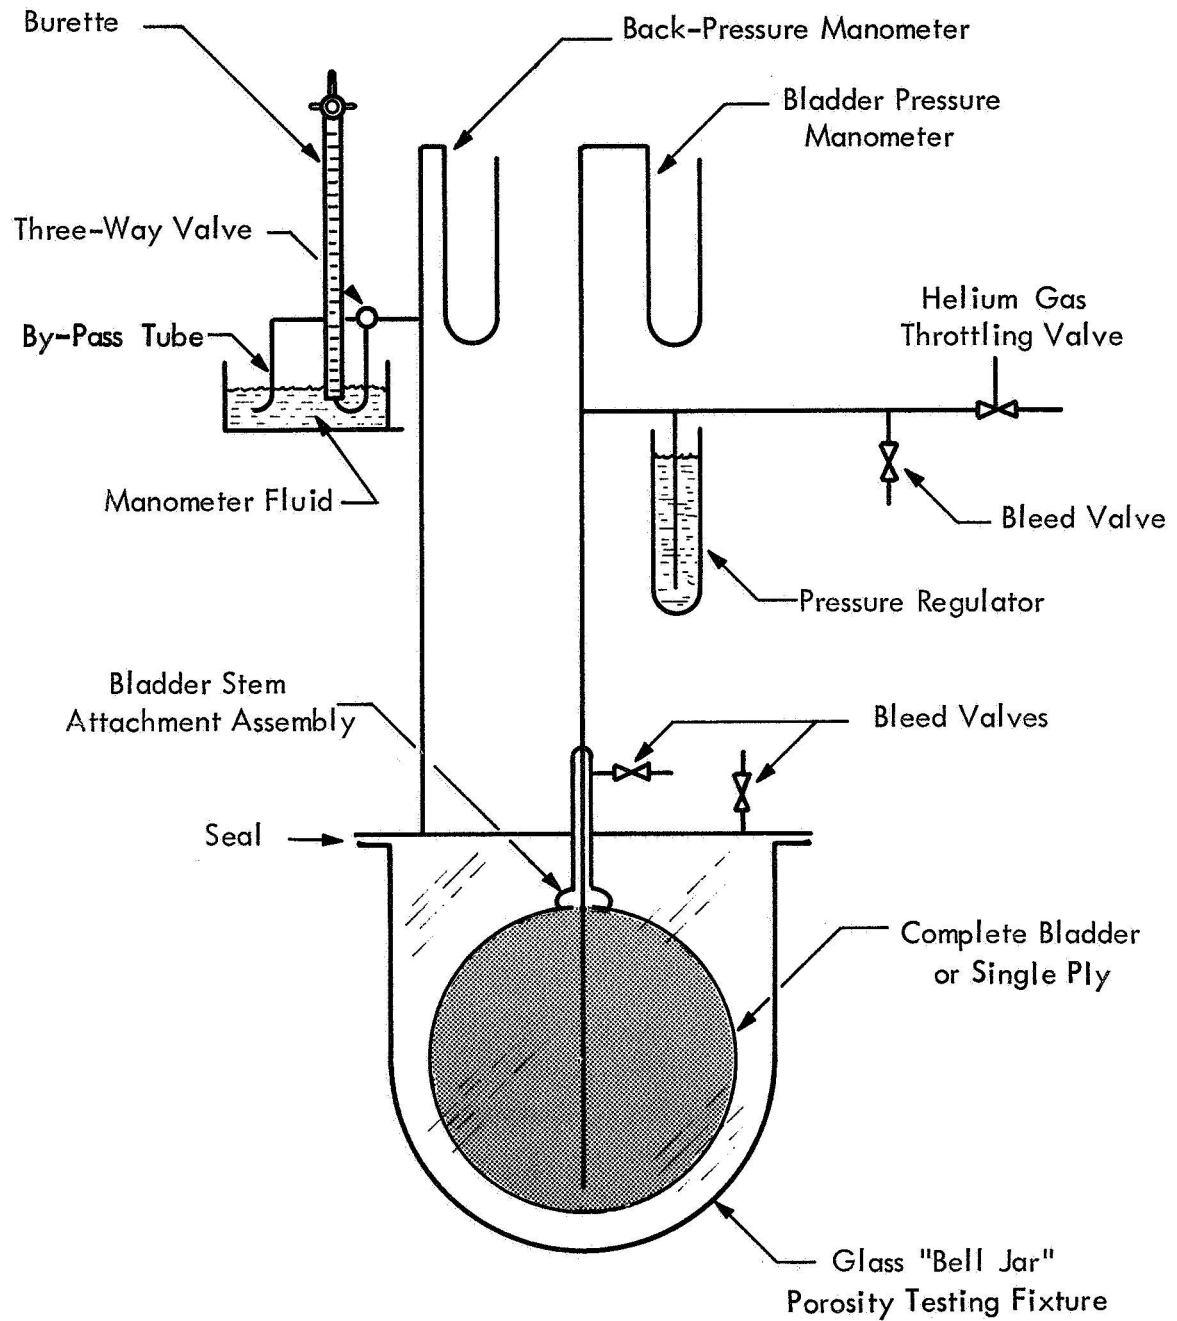 Burette
Back-Pressure Manometer
Bladder Pressure
Manometer
Three-Way Valve
Helium Gas
Throttling Valve
By-Pass Tube
Manometer Fluid
Bleed Valve
Pressure Regulator
Bladder Stem
Attachment Assembly
Bleed Valves
Seal
Complete Bladder
or Single Ply
Glass "Bell Jar"
Porosity Testing Fixture